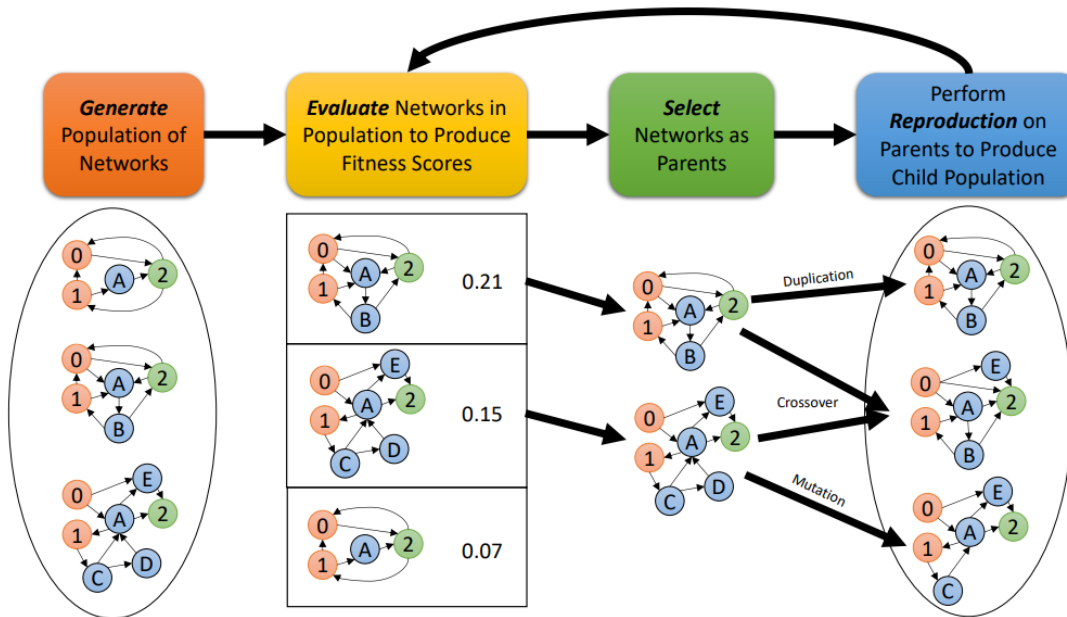 Generate
Population of
Networks
Evaluate Networks in
Population to Produce
Fitness Scores
Select
Networks as
Parents
Perform
Reproduction on
Parents to Produce
Child Population
0
A
2
1
0
A
2
1
B
E
0
A
2
1
C
D
0
A
2
1
B
0.21
E
0
A
2
1
C
D
0.15
0
A
2
1
0.07
0
A
2
1
B
E
0
A
2
1
C
D
Duplication
Crossover
Mutation
0
A
2
1
B
E
0
A
2
1
B
E
0
A
2
1
C